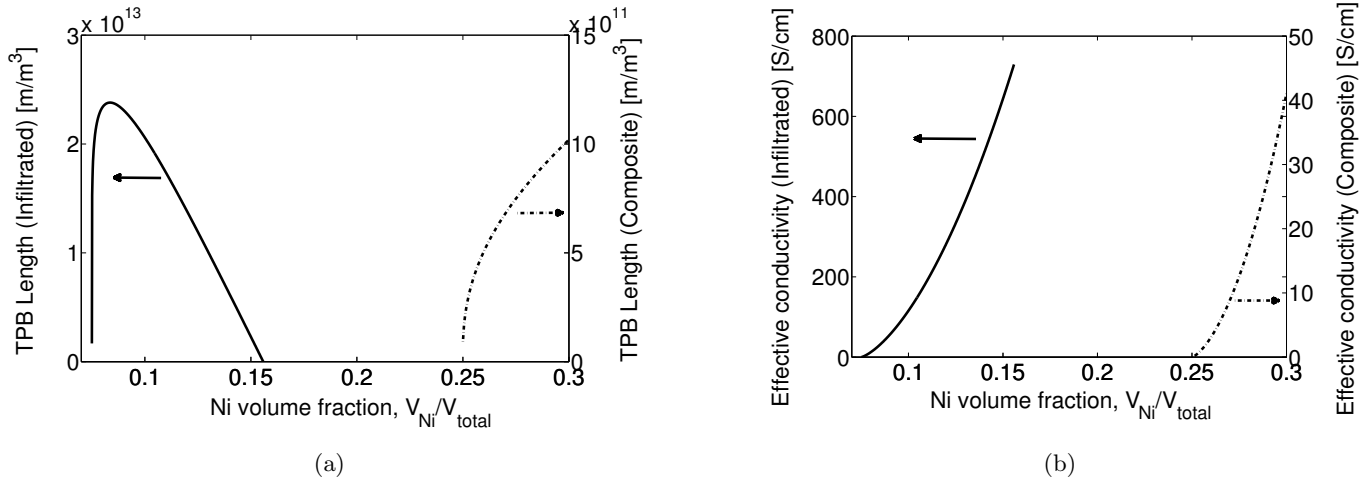 x 10^13
x 10^11
3
2
1
0
TPB Length (Infiltrated) [m/m^3]
15
10
5
0
TPB Length (Composite) [m/m^3]
0.1 0.15 0.2 0.25 0.3
Ni volume fraction, V_Ni/V_total
(a)
800
600
400
200
0
Effective conductivity (Infiltrated) [S/cm]
50
40
30
20
10
0
Effective conductivity (Composite) [S/cm]
0.1 0.15 0.2 0.25 0.3
Ni volume fraction, V_Ni/V_total
(b)